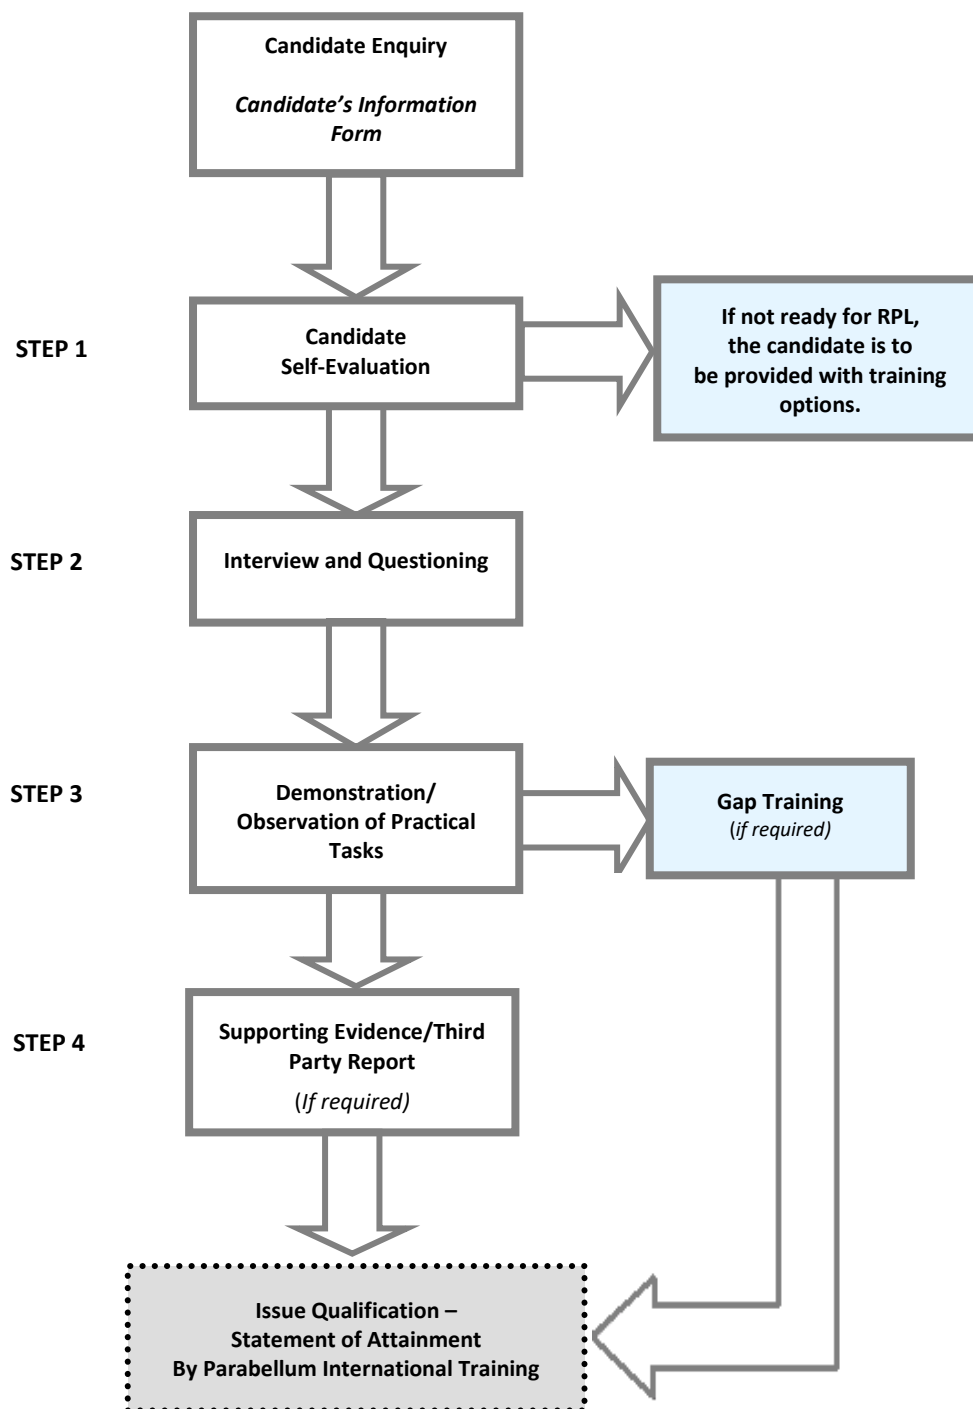 Candidate Enquiry
Candidate’s Information
Form
STEP 1
Candidate
Self-Evaluation
If not ready for RPL,
the candidate is to
be provided with training
options.
STEP 2
Interview and Questioning
STEP 3
Demonstration/
Observation of Practical
Tasks
Gap Training
(if required)
STEP 4
Supporting Evidence/Third
Party Report
(If required)
Issue Qualification –
Statement of Attainment
By Parabellum International Training